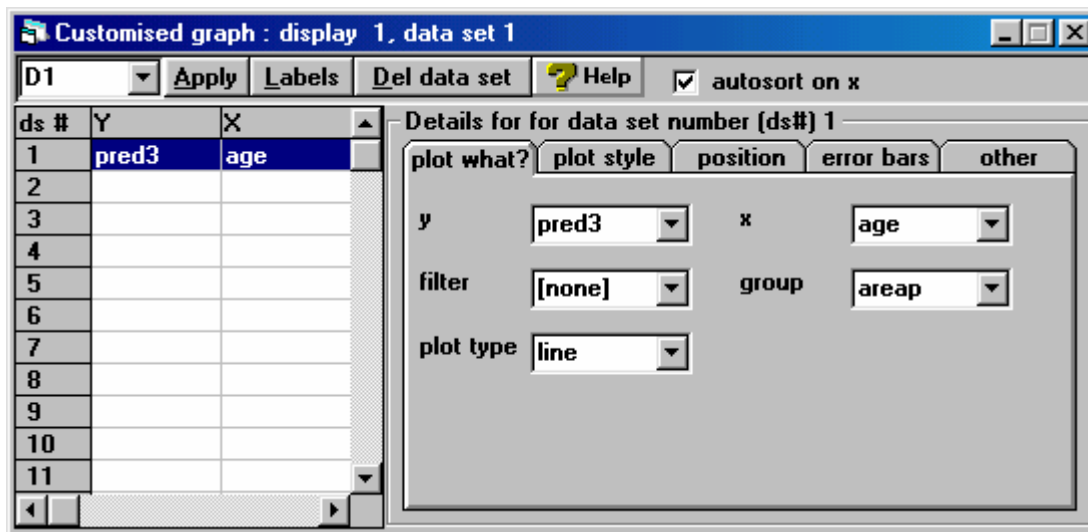 Customised graph : display 1, data set 1
D1 Apply Labels Del data set Help autosort on x
ds # Y X
1 pred3 age
2
3
4
5
6
7
8
9
10
11
Details for for data set number (ds#) 1
plot what? plot style position error bars other
y pred3 x age
filter [none] group areap
plot type line